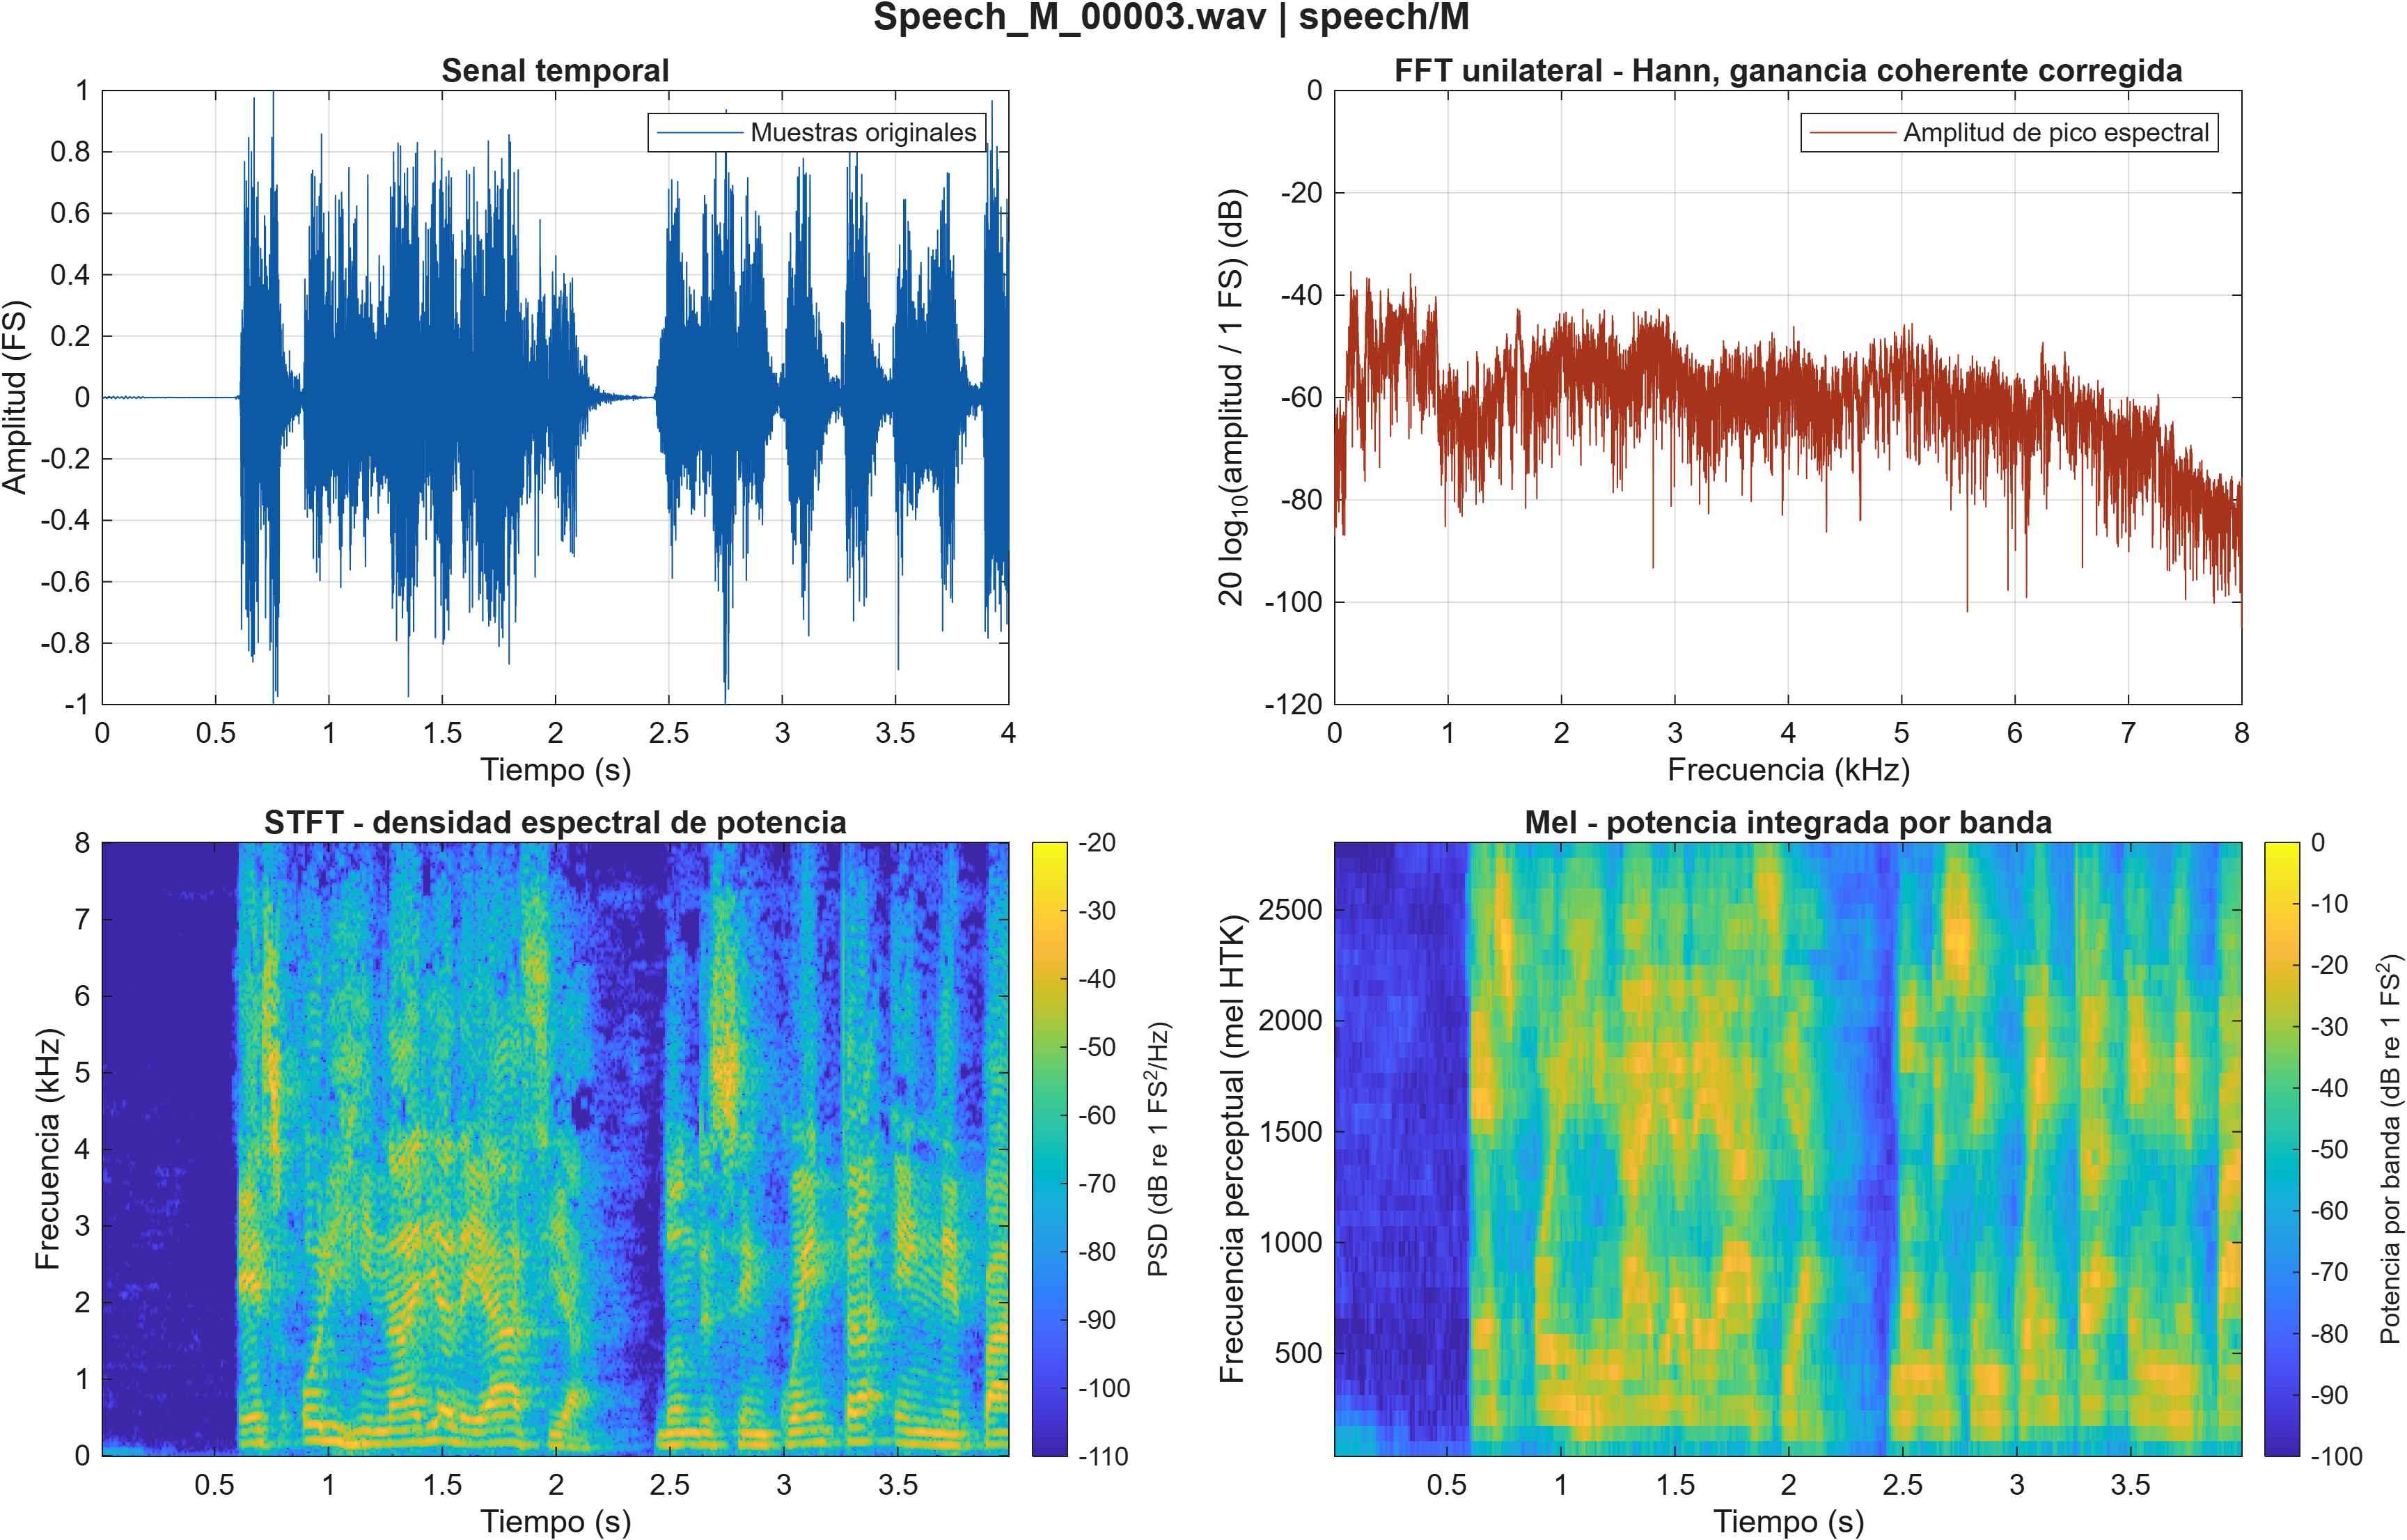 Speech_M_00003.wav | speech/M
Senal temporal
1
0.8
0.6
0.4
0.2
0
-0.2
-0.4
-0.6
-0.8
-1
Amplitud (FS)
Muestras originales
0 0.5 1 1.5 2 2.5 3 3.5 4
Tiempo (s)
FFT unilateral - Hann, ganancia coherente corregida
0
-20
-40
-60
-80
-100
-120
20 log10(amplitud / 1 FS) (dB)
Amplitud de pico espectral
0 1 2 3 4 5 6 7 8
Frecuencia (kHz)
STFT - densidad espectral de potencia
8
7
6
5
4
3
2
1
0
Frecuencia (kHz)
0.5 1 1.5 2 2.5 3 3.5
Tiempo (s)
-20
-30
-40
-50
-60
-70
-80
-90
-100
-110
PSD (dB re 1 FS²/Hz)
Mel - potencia integrada por banda
2500
2000
1500
1000
500
Frecuencia perceptual (mel HTK)
0.5 1 1.5 2 2.5 3 3.5
Tiempo (s)
0
-10
-20
-30
-40
-50
-60
-70
-80
-90
-100
Potencia por banda (dB re 1 FS²)